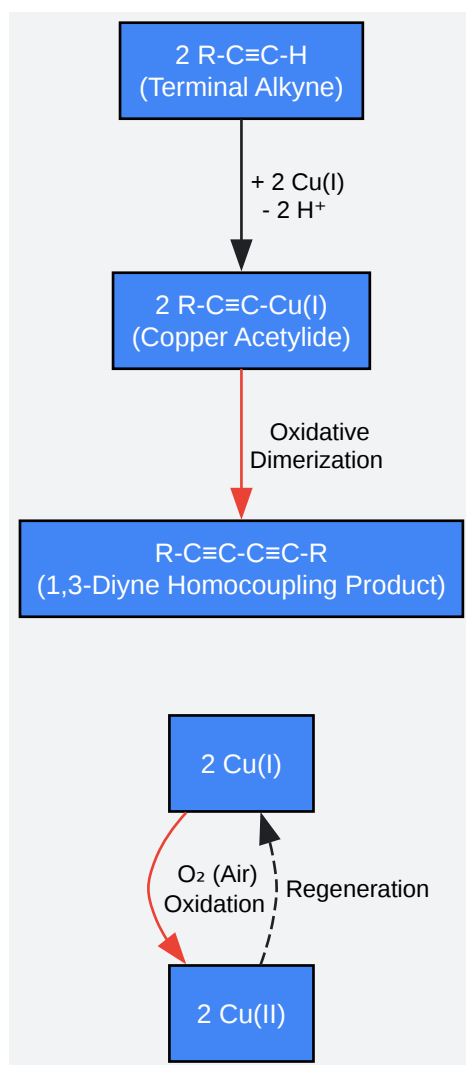 2 R-C≡C-H
(Terminal Alkyne)
+ 2 Cu(I)
- 2 H⁺
2 R-C≡C-Cu(I)
(Copper Acetylide)
Oxidative
Dimerization
R-C≡C-C≡C-R
(1,3-Diyne Homocoupling Product)
2 Cu(I)
O₂ (Air)
Oxidation
Regeneration
2 Cu(II)